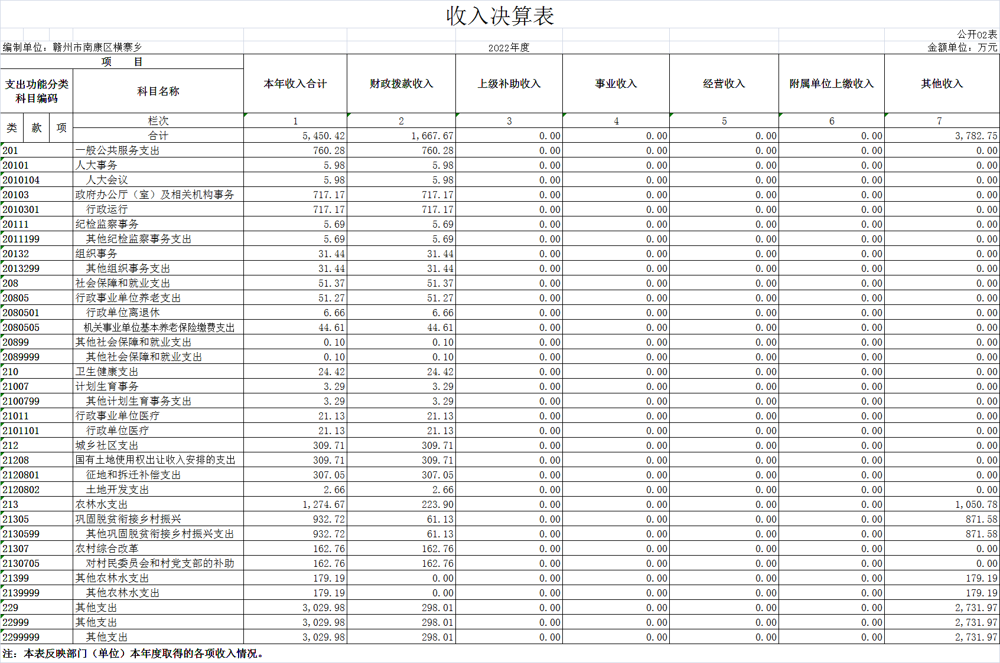 收入决算表
公开02表
编制单位：赣州市南康区横寨乡 2022年度 金额单位：万元
项 目 本年收入合计 财政拨款收入 上级补助收入 事业收入 经营收入 附属单位上缴收入 其他收入
支出功能分类科目编码 科目名称
类 款 项 栏次 1 2 3 4 5 6 7
合计 5,450.42 1,667.67 0.00 0.00 0.00 0.00 3,782.75
201 一般公共服务支出 760.28 760.28 0.00 0.00 0.00 0.00 0.00
20101 人大事务 5.98 5.98 0.00 0.00 0.00 0.00 0.00
2010104 人大会议 5.98 5.98 0.00 0.00 0.00 0.00 0.00
20103 政府办公厅（室）及相关机构事务 717.17 717.17 0.00 0.00 0.00 0.00 0.00
2010301 行政运行 717.17 717.17 0.00 0.00 0.00 0.00 0.00
20111 纪检监察事务 5.69 5.69 0.00 0.00 0.00 0.00 0.00
2011199 其他纪检监察事务支出 5.69 5.69 0.00 0.00 0.00 0.00 0.00
20132 组织事务 31.44 31.44 0.00 0.00 0.00 0.00 0.00
2013299 其他组织事务支出 31.44 31.44 0.00 0.00 0.00 0.00 0.00
208 社会保障和就业支出 51.37 51.37 0.00 0.00 0.00 0.00 0.00
20805 行政事业单位养老支出 51.27 51.27 0.00 0.00 0.00 0.00 0.00
2080501 行政单位离退休 6.66 6.66 0.00 0.00 0.00 0.00 0.00
2080505 机关事业单位基本养老保险缴费支出 44.61 44.61 0.00 0.00 0.00 0.00 0.00
20899 其他社会保障和就业支出 0.10 0.10 0.00 0.00 0.00 0.00 0.00
2089999 其他社会保障和就业支出 0.10 0.10 0.00 0.00 0.00 0.00 0.00
210 卫生健康支出 24.42 24.42 0.00 0.00 0.00 0.00 0.00
21007 计划生育事务 3.29 3.29 0.00 0.00 0.00 0.00 0.00
2100799 其他计划生育事务支出 3.29 3.29 0.00 0.00 0.00 0.00 0.00
21011 行政事业单位医疗 21.13 21.13 0.00 0.00 0.00 0.00 0.00
2101101 行政单位医疗 21.13 21.13 0.00 0.00 0.00 0.00 0.00
212 城乡社区支出 309.71 309.71 0.00 0.00 0.00 0.00 0.00
21208 国有土地使用权出让收入安排的支出 309.71 309.71 0.00 0.00 0.00 0.00 0.00
2120801 征地和拆迁补偿支出 307.05 307.05 0.00 0.00 0.00 0.00 0.00
2120802 土地开发支出 2.66 2.66 0.00 0.00 0.00 0.00 0.00
213 农林水支出 1,274.67 223.90 0.00 0.00 0.00 0.00 1,050.78
21305 巩固脱贫衔接乡村振兴 932.72 61.13 0.00 0.00 0.00 0.00 871.58
2130599 其他巩固脱贫衔接乡村振兴支出 932.72 61.13 0.00 0.00 0.00 0.00 871.58
21307 农村综合改革 162.76 162.76 0.00 0.00 0.00 0.00 0.00
2130705 对村民委员会和村党支部的补助 162.76 162.76 0.00 0.00 0.00 0.00 0.00
21399 其他农林水支出 179.19 0.00 0.00 0.00 0.00 0.00 179.19
2139999 其他农林水支出 179.19 0.00 0.00 0.00 0.00 0.00 179.19
229 其他支出 3,029.98 298.01 0.00 0.00 0.00 0.00 2,731.97
22999 其他支出 3,029.98 298.01 0.00 0.00 0.00 0.00 2,731.97
2299999 其他支出 3,029.98 298.01 0.00 0.00 0.00 0.00 2,731.97
注：本表反映部门（单位）本年度取得的各项收入情况。